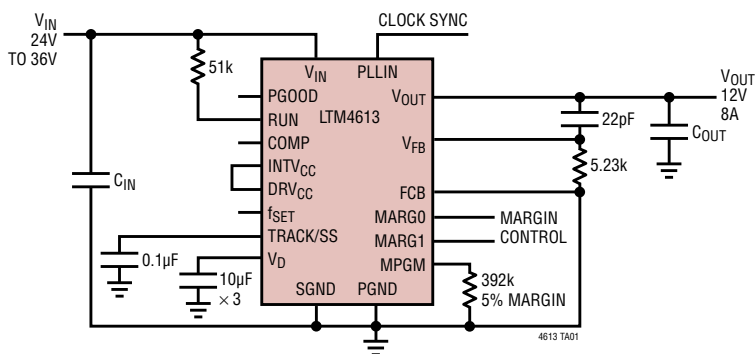 VIN
24V
TO 36V
CLOCK SYNC
51k
VIN
PLLIN
PGOOD
VOUT
VOUT
12V
8A
RUN
LTM4613
22pF
COMP
VFB
COUT
CIN
INTVCC
5.23k
DRVCC
FCB
fSET
MARG0
MARGIN
TRACK/SS
MARG1
CONTROL
0.1µF
VD
MPGM
10µF
× 3
SGND
PGND
392k
5% MARGIN
4613 TA01